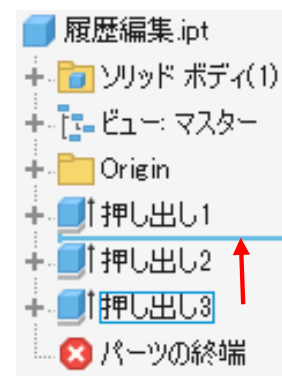 履歴編集.ipt
ソリッド ボディ(1)
ビュー: マスター
Origin
押し出し1
押し出し2
押し出し3
パーツの終端